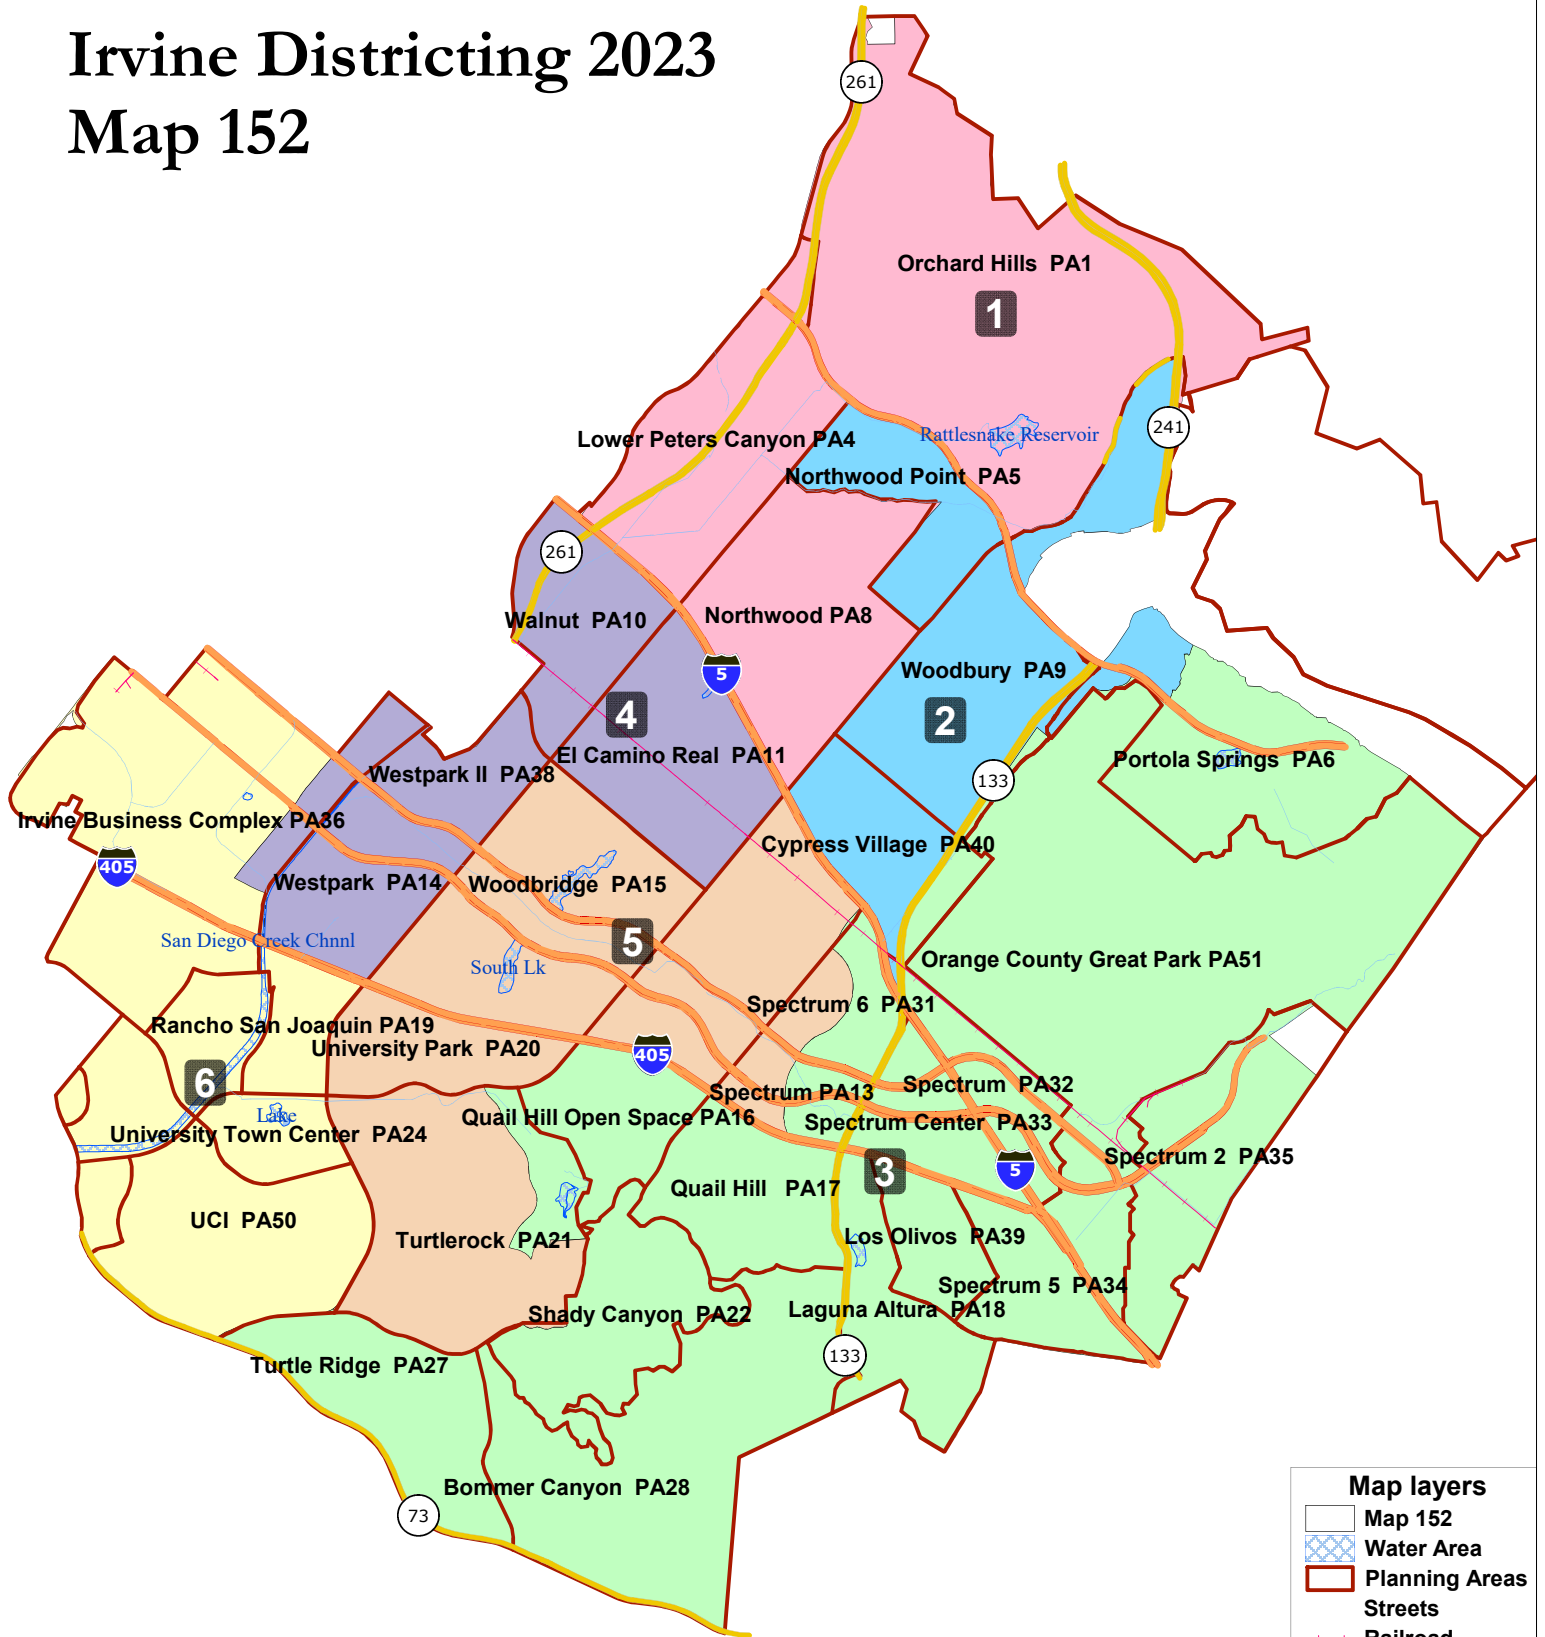 Irvine Districting 2023
Map 152
261
Orchard Hills PA1
1
Rattlesnake Reservoir
241
Lower Peters Canyon PA4
Northwood Point PA5
261
Walnut PA10
Northwood PA8
5
Woodbury PA9
4
2
El Camino Real PA11
Portola Springs PA6
Westpark II PA38
133
Irvine Business Complex PA36
Cypress Village PA40
405
Westpark PA14
Woodbridge PA15
San Diego Creek Chnnl
5
South Lk
Orange County Great Park PA51
Spectrum 6 PA31
Rancho San Joaquin PA19
University Park PA20
405
6
Spectrum PA13
Spectrum PA32
Lake
Quail Hill Open Space PA16
Spectrum Center PA33
University Town Center PA24
Spectrum 2 PA35
3
5
Quail Hill PA17
UCI PA50
Turtlerock PA21
Los Olivos PA39
Spectrum 5 PA34
Shady Canyon PA22
Laguna Altura PA18
133
Turtle Ridge PA27
Bommer Canyon PA28
73
Map layers
Map 152
Water Area
Planning Areas
Streets
Railroad